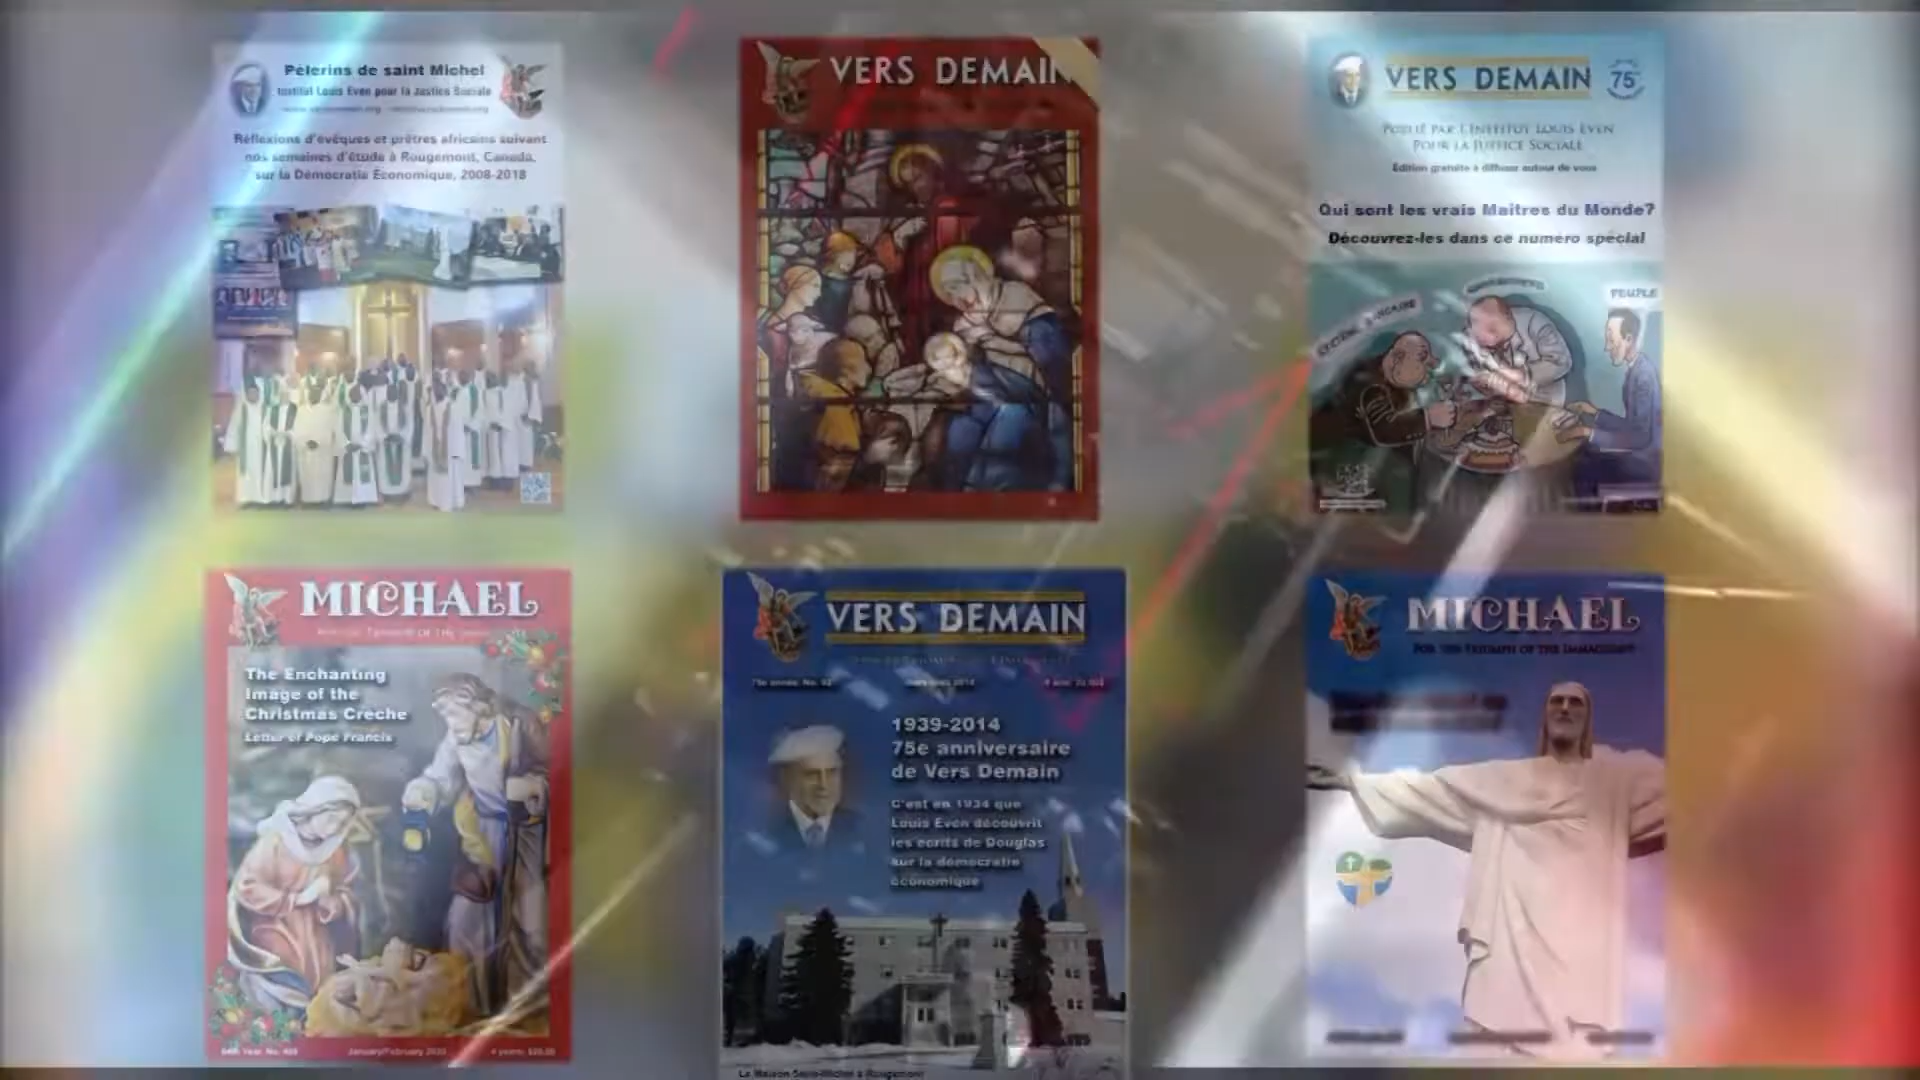 Pèlerins de saint Michel
Institut Louis Even pour la Justice Sociale
Réflexions d'évêques et prêtres africains suivant
nos semaines d'étude à Rougemont, Canada,
sur la Démocratie Économique, 2008-2018
VERS DEMAIN
VERS DEMAIN
75
PUBLIÉ PAR L'INSTITUT LOUIS EVEN
POUR LA JUSTICE SOCIALE
Édition gratuite à diffuser autour de vous
Qui sont les vrais Maîtres du Monde?
Découvrez-les dans ce numéro spécial
PEUPLE
MICHAEL
The Enchanting
Image of the
Christmas Crèche
Letter of Pope Francis
January/February 2020
4 years: $20.00
VERS DEMAIN
1939-2014
75e anniversaire
de Vers Demain
C'est en 1934 que
Louis Even découvrit
les écrits de Douglas
sur la démocratie
économique
La Maison Saint-Michel à Rougemont
MICHAEL
FOR THE TRIUMPH OF THE IMMACULATE